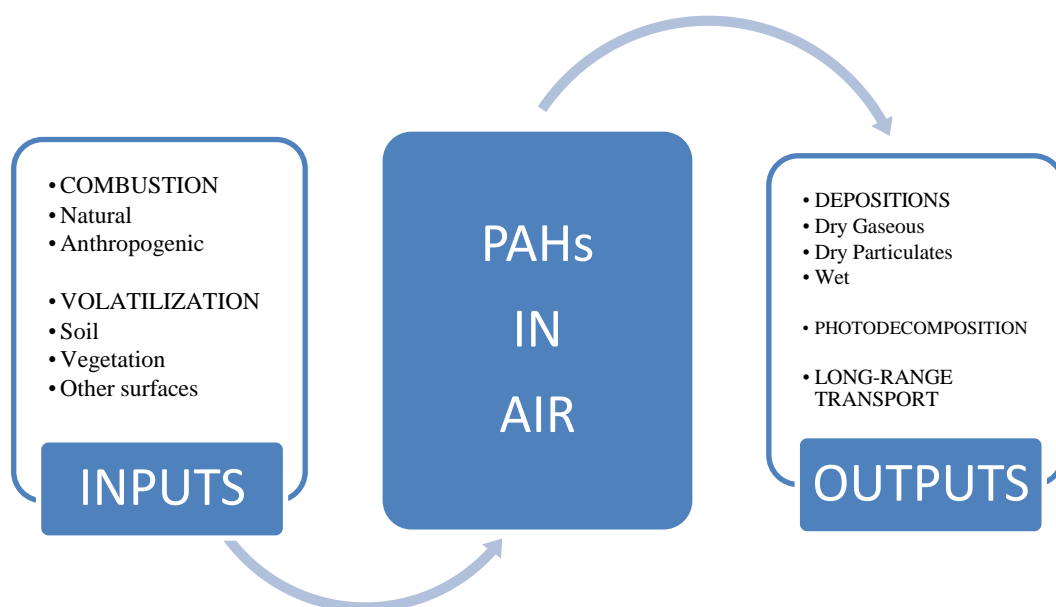 • COMBUSTION
• Natural
• Anthropogenic
• VOLATILIZATION
• Soil
• Vegetation
• Other surfaces
INPUTS
PAHs
IN
AIR
• DEPOSITIONS
• Dry Gaseous
• Dry Particulates
• Wet
• PHOTODECOMPOSITION
• LONG-RANGE
TRANSPORT
OUTPUTS